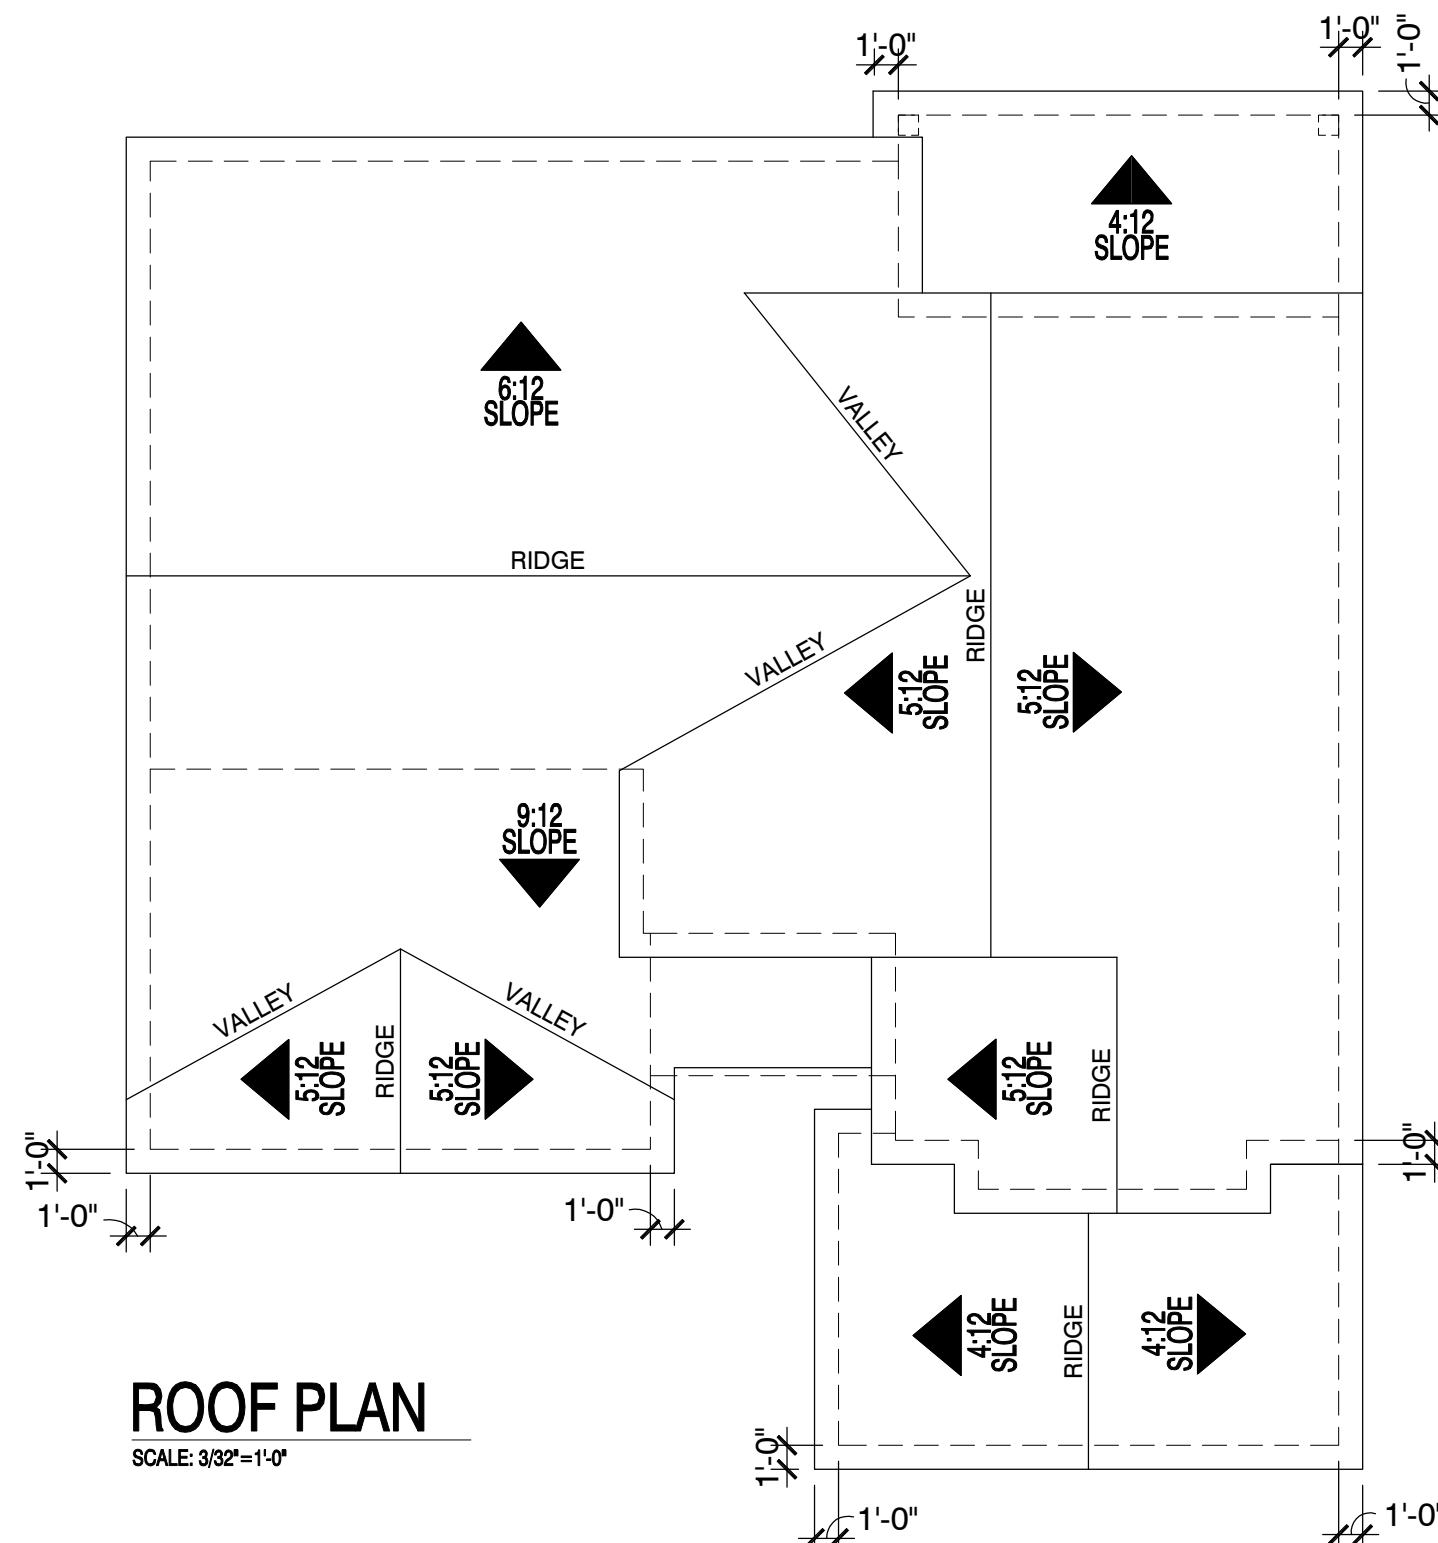 1'-0"
1'-0"
1'-0"
4:12
SLOPE
6:12
SLOPE
VALLEY
RIDGE
RIDGE
VALLEY
5:12
SLOPE
5:12
SLOPE
9:12
SLOPE
VALLEY
VALLEY
5:12
SLOPE
RIDGE
5:12
SLOPE
5:12
SLOPE
RIDGE
1'-0"
1'-0"
1'-0"
1'-0"
4:12
SLOPE
RIDGE
4:12
SLOPE
ROOF PLAN
SCALE: 3/32"=1'-0"
1'-0"
1'-0"
1'-0"